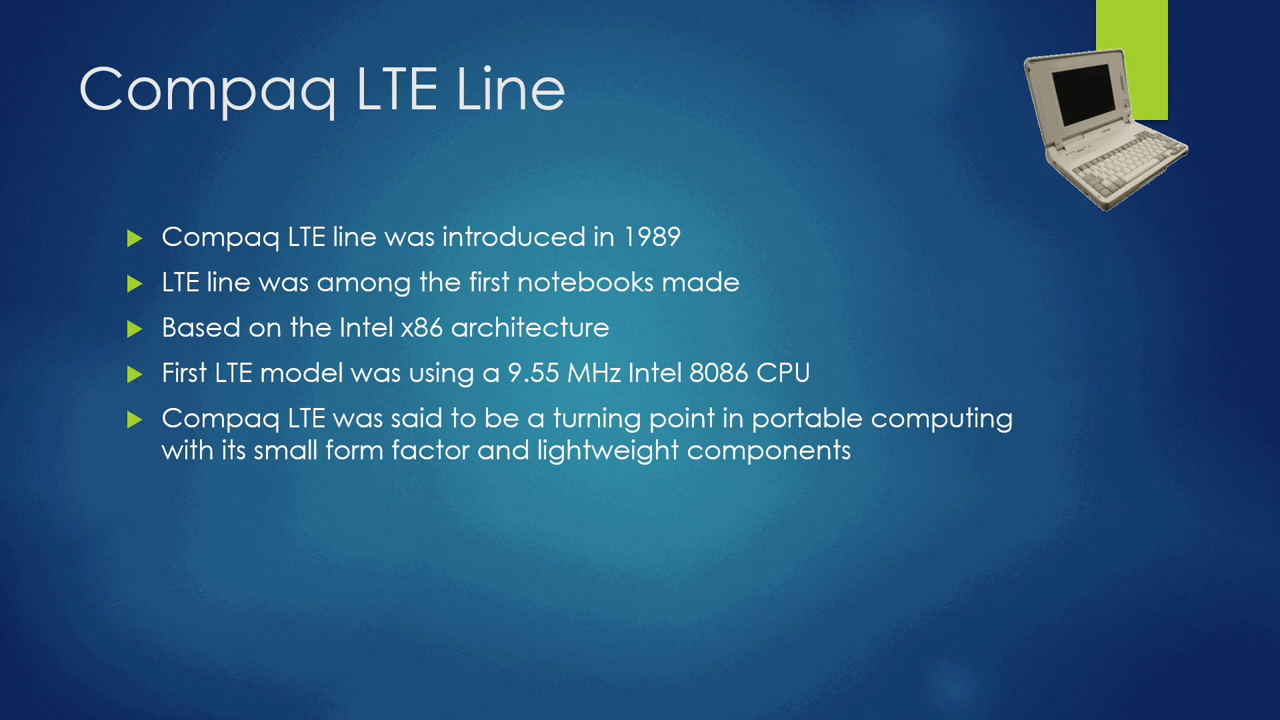 Compaq LTE Line
Compaq LTE line was introduced in 1989
LTE line was among the first notebooks made
Based on the Intel x86 architecture
First LTE model was using a 9.55 MHz Intel 8086 CPU
Compaq LTE was said to be a turning point in portable computing
with its small form factor and lightweight components